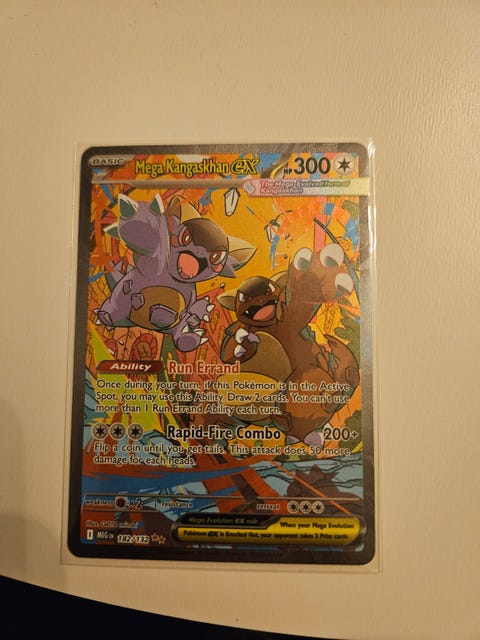 BASIC Mega Kangaskhan ex HP 300
The Mega-Evolved form of
Kangaskhan
Ability Run Errand
Once during your turn, if this Pokémon is in the Active
Spot, you may use this Ability. Draw 2 cards. You can't use
more than 1 Run Errand Ability each turn.
Rapid-Fire Combo 200+
Flip a coin until you get tails. This attack does 50 more
damage for each heads.
weakness ×2 resistance retreat
Illus.
Mega Evolution ex rule When your Mega Evolution
Pokémon ex is Knocked Out, your opponent takes 3 Prize cards.
MEG EN 182/132